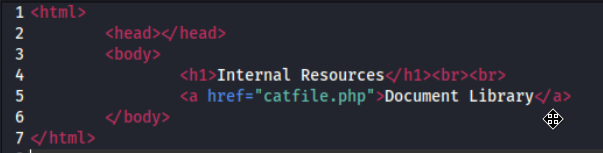 1 <html>
2 <head></head>
3 <body>
4 <h1>Internal Resources</h1><br><br>
5 <a href="catfile.php">Document Library</a>
6 </body>
7 </html>